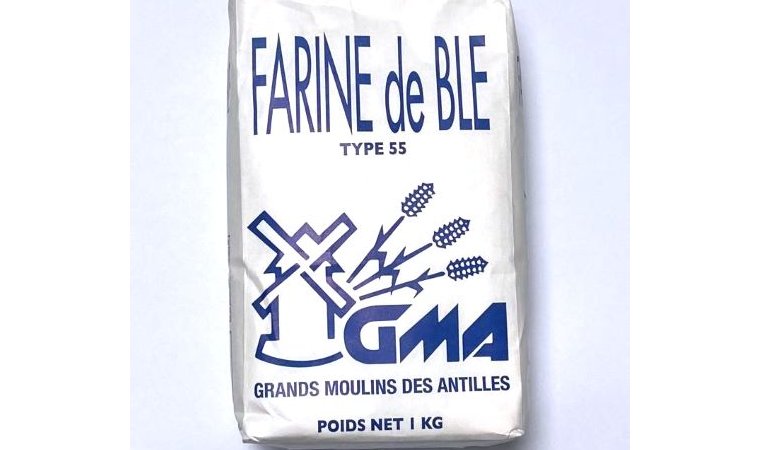 FARINE de BLE
TYPE 55
GMA
GRANDS MOULINS DES ANTILLES
POIDS NET 1 KG